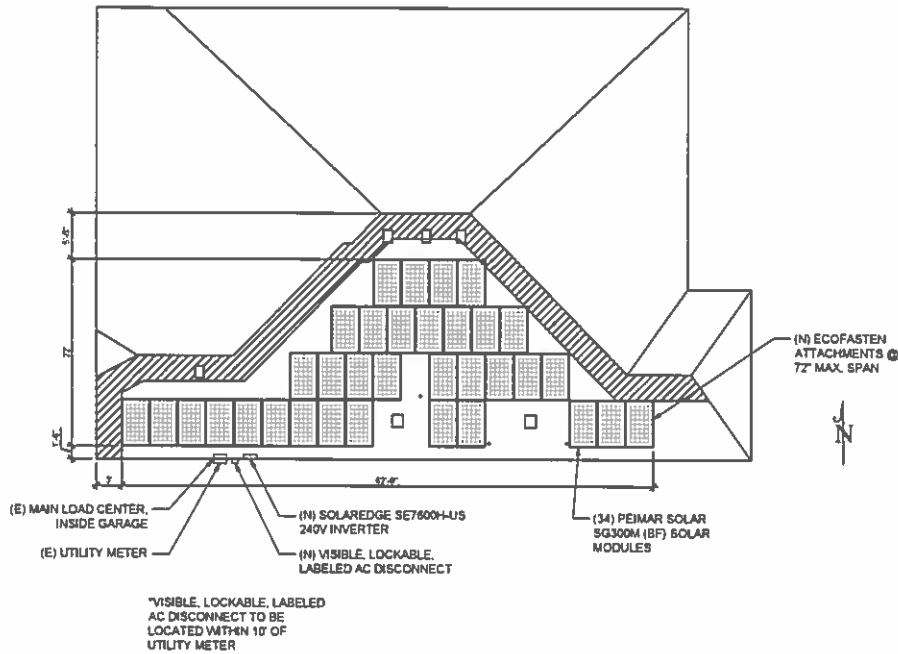 22'
3'
(N) ECOFASTEN
ATTACHMENTS @
72" MAX. SPAN
N
(E) MAIN LOAD CENTER,
INSIDE GARAGE
(N) SOLAREDGE SE7600H-US
240V INVERTER
(34) PEIMAR SOLAR
SG300M (BF) SOLAR
MODULES
(E) UTILITY METER
(N) VISIBLE, LOCKABLE,
LABELED AC DISCONNECT
"VISIBLE, LOCKABLE, LABELED
AC DISCONNECT TO BE
LOCATED WITHIN 10' OF
UTILITY METER